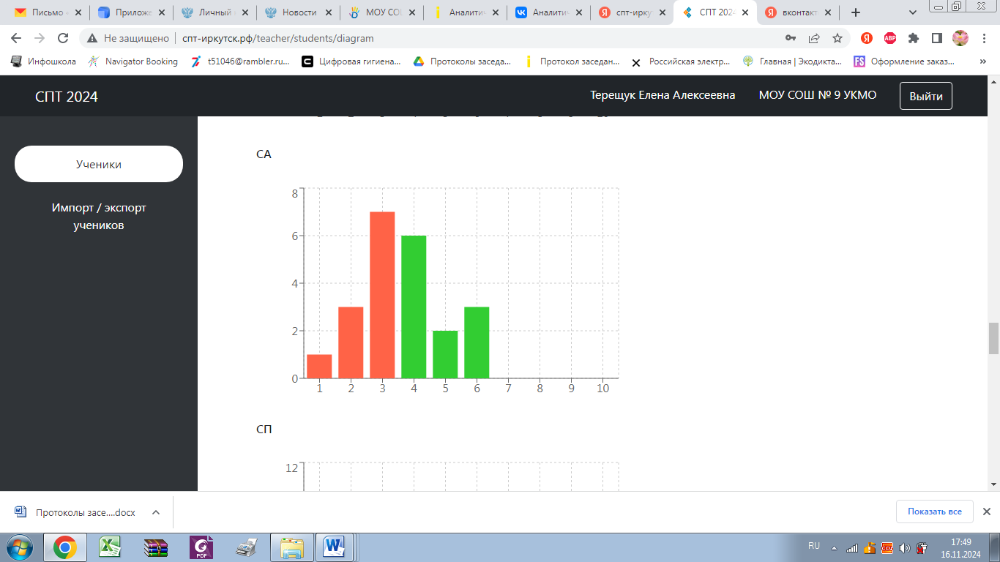 Письмо
Приложе
Личный
Новости
МОУ СОШ
Аналити
Аналити
спт-ирку
СПТ 2024
вконтакт
Не защищено
спт-иркутск.рф/teacher/students/diagram
Инфошкола
Navigator Booking
t51046@rambler.ru...
Цифровая гигиена...
Протоколы заседа...
Протокол заседан...
Российская электр...
Главная | Экодикта...
Оформление заказ...
СПТ 2024
Терещук Елена Алексеевна
МОУ СОШ № 9 УКМО
Выйти
Ученики
Импорт / экспорт
учеников
СА
8
6
4
2
0
1 2 3 4 5 6 7 8 9 10
СП
12
Протоколы засе....docx
Показать все
RU
17:49
16.11.2024